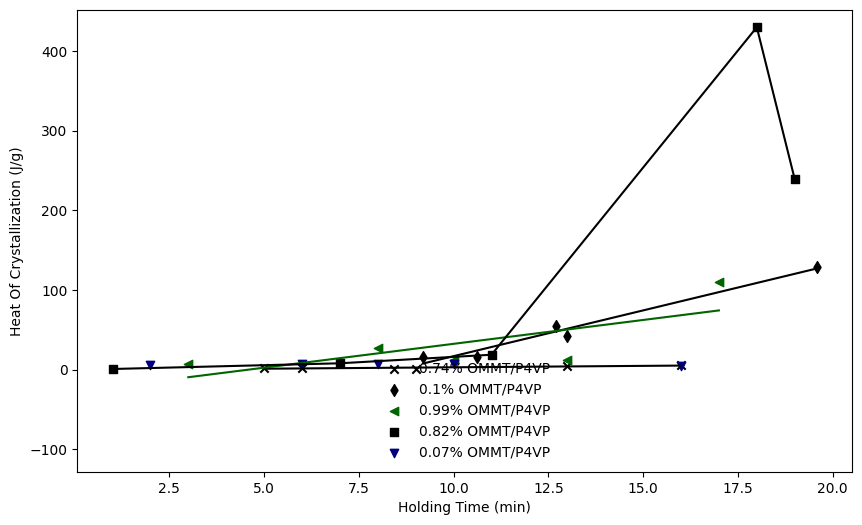 400
300
200
100
0
−100
Heat Of Crystallization (J/g)
0.74% OMMT/P4VP
0.1% OMMT/P4VP
0.99% OMMT/P4VP
0.82% OMMT/P4VP
0.07% OMMT/P4VP
2.5 5.0 7.5 10.0 12.5 15.0 17.5 20.0
Holding Time (min)